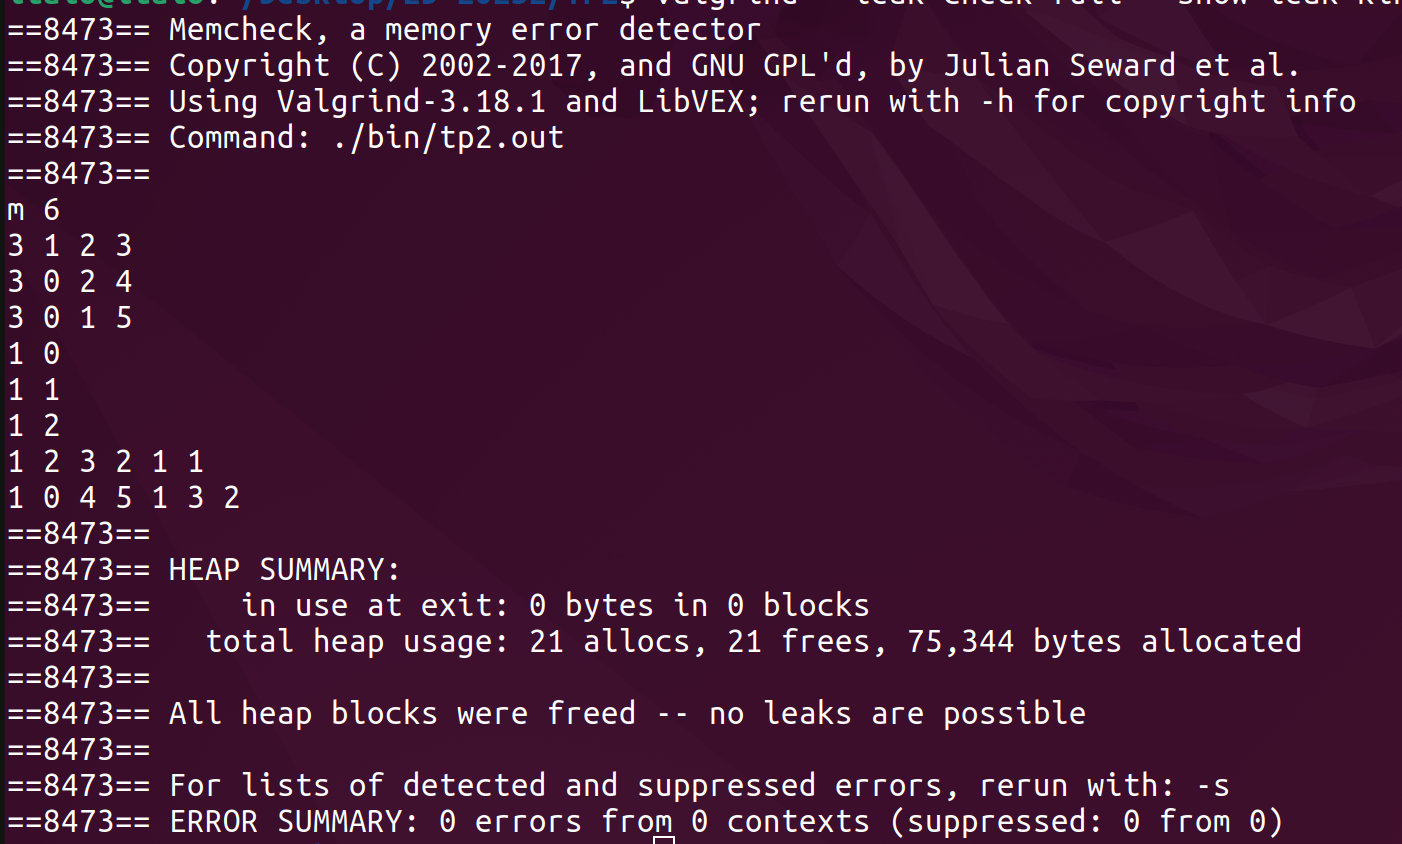 ==8473== Memcheck, a memory error detector
==8473== Copyright (C) 2002-2017, and GNU GPL'd, by Julian Seward et al.
==8473== Using Valgrind-3.18.1 and LibVEX; rerun with -h for copyright info
==8473== Command: ./bin/tp2.out
==8473==
m 6
3 1 2 3
3 0 2 4
3 0 1 5
1 0
1 1
1 2
1 2 3 2 1 1
1 0 4 5 1 3 2
==8473==
==8473== HEAP SUMMARY:
==8473==     in use at exit: 0 bytes in 0 blocks
==8473==   total heap usage: 21 allocs, 21 frees, 75,344 bytes allocated
==8473==
==8473== All heap blocks were freed -- no leaks are possible
==8473==
==8473== For lists of detected and suppressed errors, rerun with: -s
==8473== ERROR SUMMARY: 0 errors from 0 contexts (suppressed: 0 from 0)